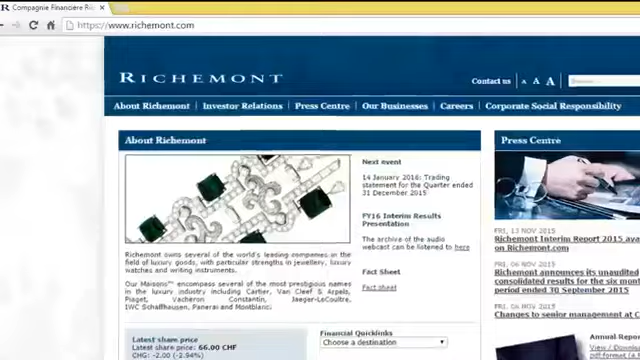 Compagnie Financière Ri
https://www.richemont.com
RICHEMONT
Contact us
A A A
About Richemont
Investor Relations
Press Centre
Our Businesses
Careers
Corporate Social Responsibility
About Richemont
Richemont owns several of the world's leading companies in the
field of luxury goods, with particular strengths in jewellery, luxury
watches and writing instruments.
Our Maisons™ encompass several of the most prestigious names
in the luxury industry including Cartier, Van Cleef & Arpels,
Piaget, Vacheron Constantin, Jaeger-LeCoultre,
IWC Schaffhausen, Panerai and Montblanc.
Next event
14 January 2016: Trading
statement for the Quarter ended
31 December 2015
FY16 Interim Results
Presentation
The archive of the audio
webcast can be listened to here
Fact Sheet
Fact sheet
Latest share price
Latest share price: 66.00 CHF
CHG: -2.00 (-2.94%)
Financial Quicklinks
Choose a destination
Press Centre
FRI, 13 NOV 2015
Richemont Interim Report 2015 ava
on Richemont.com
FRI, 06 NOV 2015
Richemont announces its unaudited
consolidated results for the six mont
period ended 30 September 2015
Changes to senior management at C
Annual Repo
View / Downloa
pdf format (4